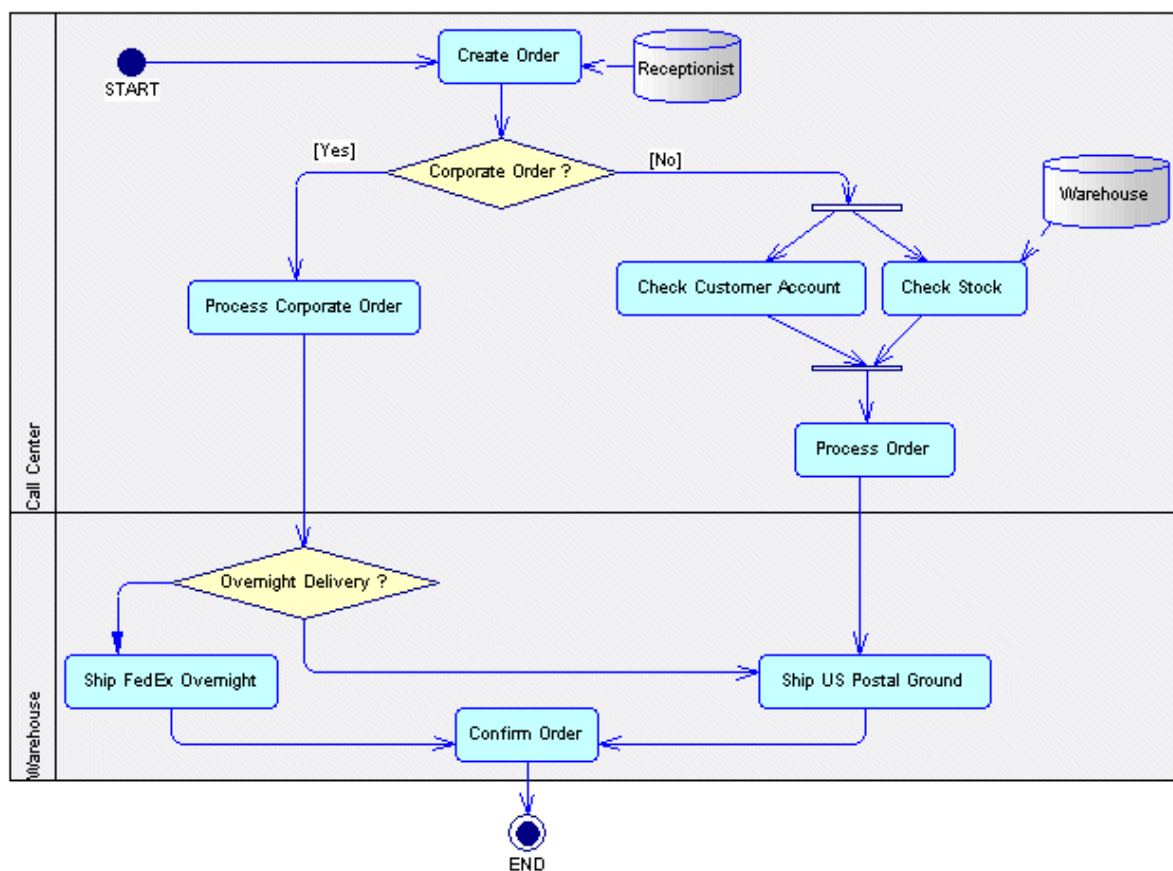 Create Order
Receptionist
START
[Yes]
Corporate Order ?
[No]
Warehouse
Process Corporate Order
Check Customer Account
Check Stock
Process Order
Call Center
Overnight Delivery ?
Ship FedEx Overnight
Ship US Postal Ground
Confirm Order
Warehouse
END